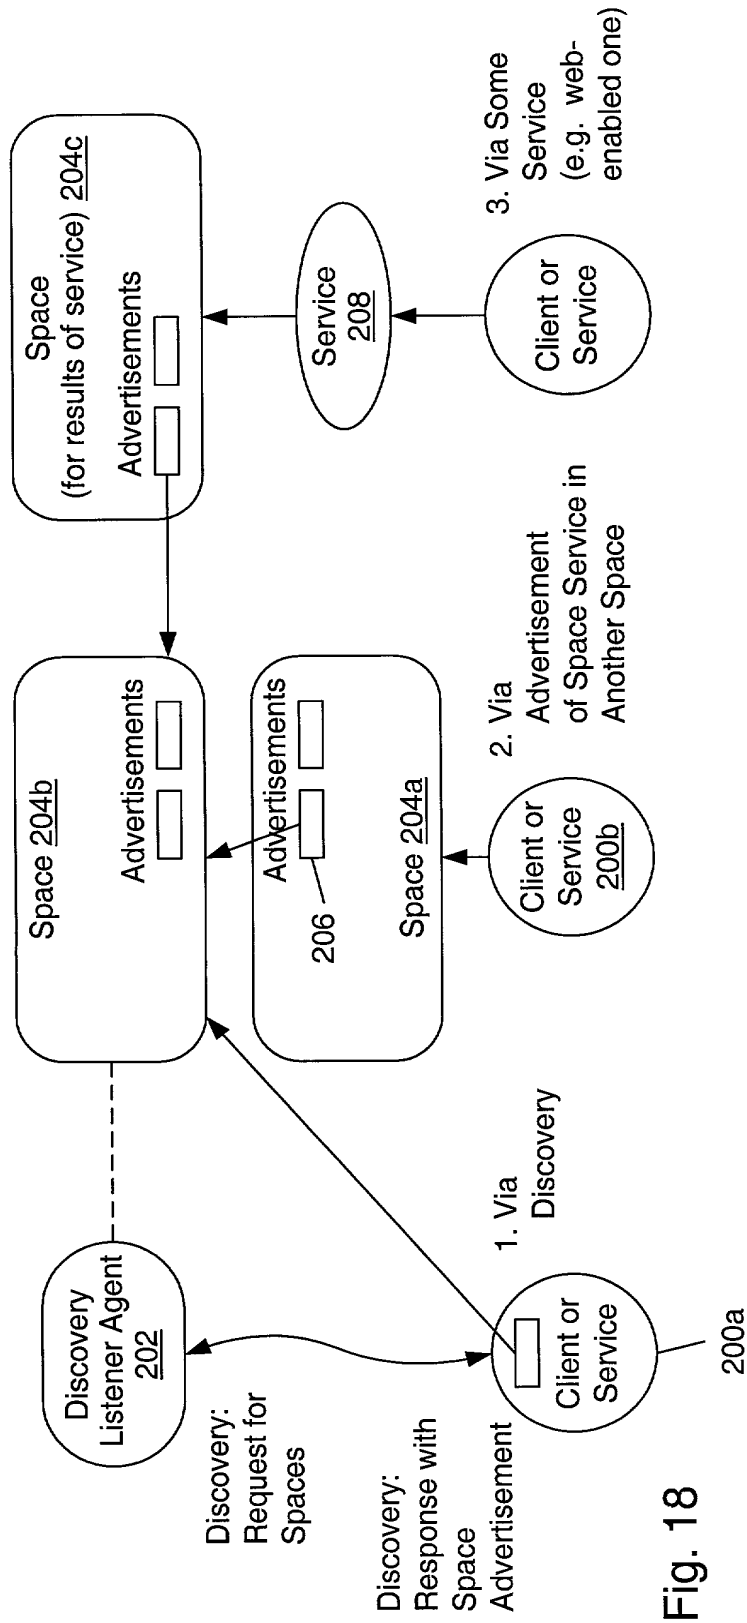 Discovery
Listener Agent
202
Discovery:
Request for
Spaces
Discovery:
Response with
Space
Advertisement
Client or
Service
200a
1. Via
Discovery
Space 204b
Advertisements
Advertisements
206
Space 204a
Client or
Service
200b
2. Via
Advertisement
of Space Service in
Another Space
Space
(for results of service) 204c
Advertisements
Service
208
Client or
Service
3. Via Some
Service
(e.g. web-
enabled one)
Fig. 18